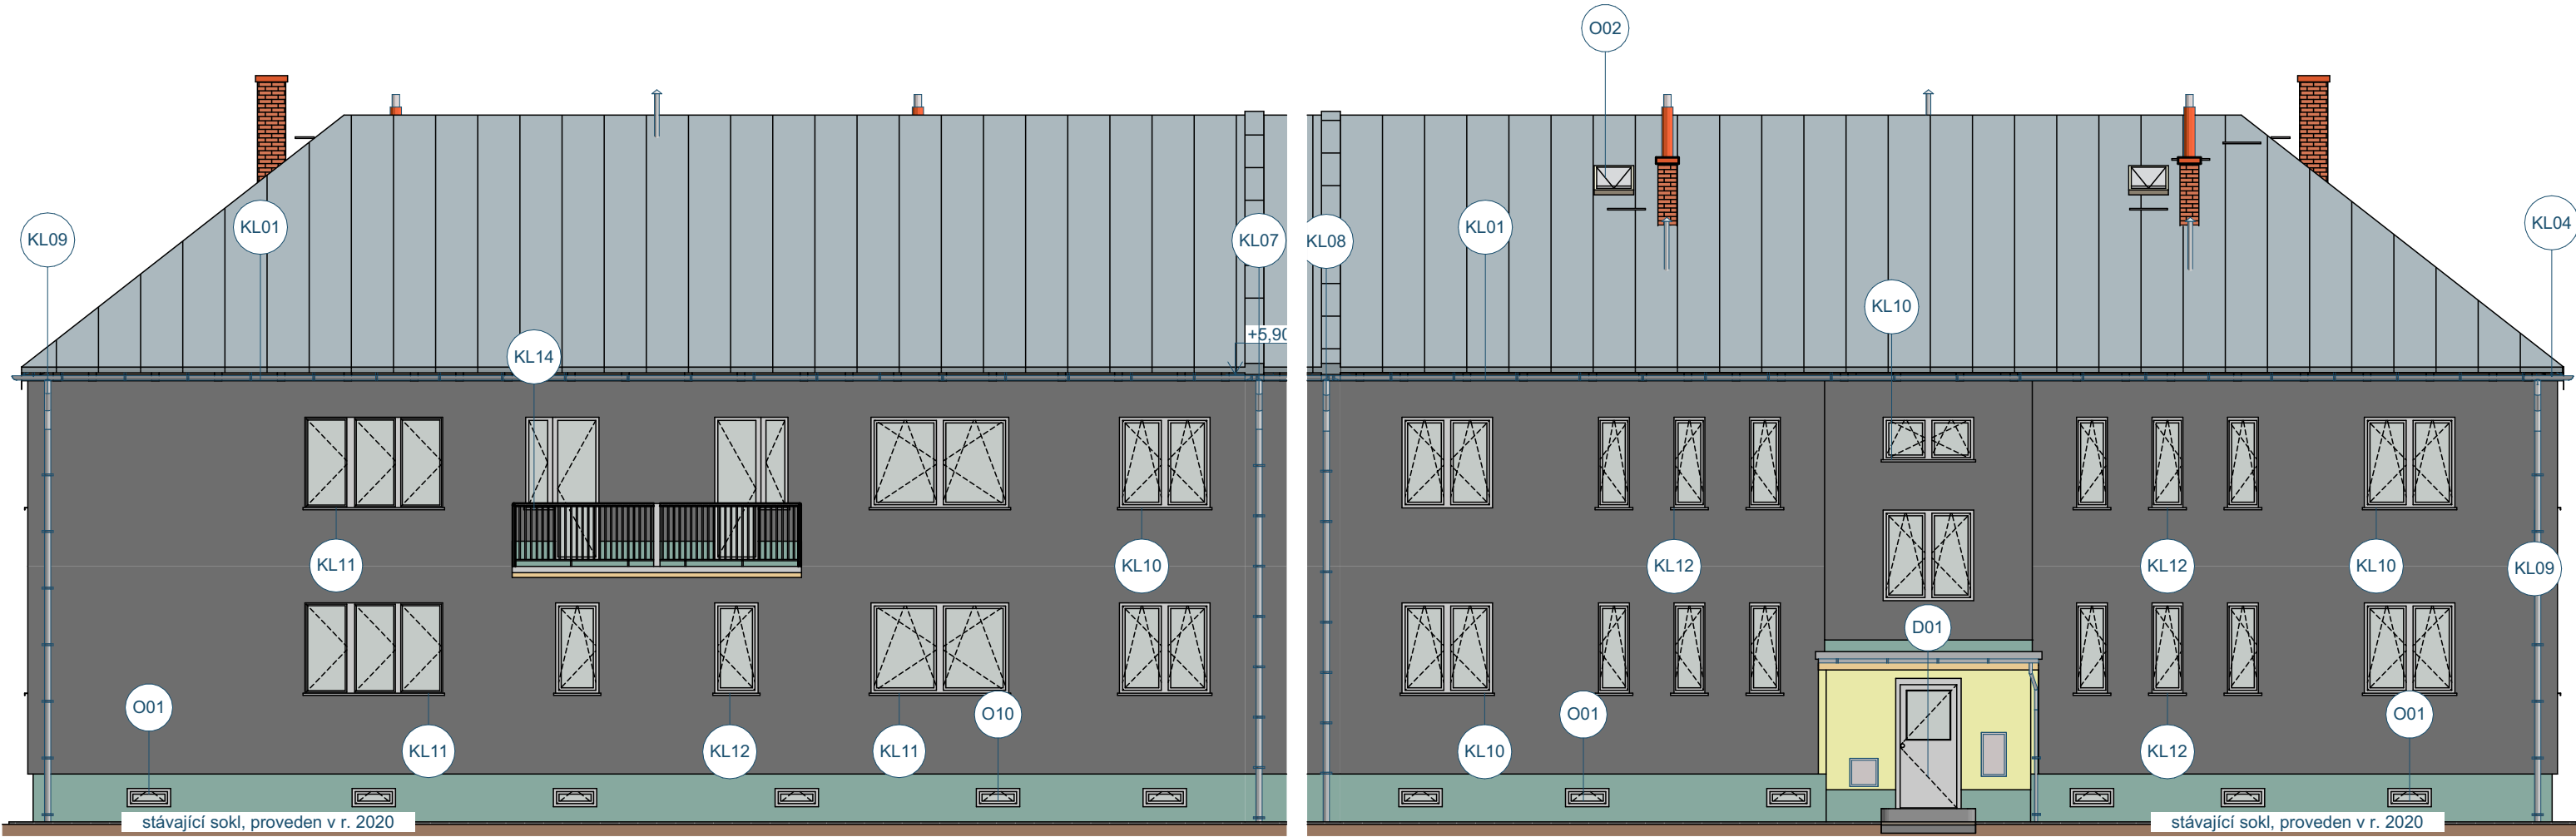 O02
KL09
KL01
KL07
KL08
KL01
KL04
KL10
+5,90
KL14
KL11
KL10
KL12
KL12
KL10
KL09
D01
O01
O10
O01
O01
KL11
KL12
KL11
KL10
KL12
stávající sokl, proveden v r. 2020
stávající sokl, proveden v r. 2020